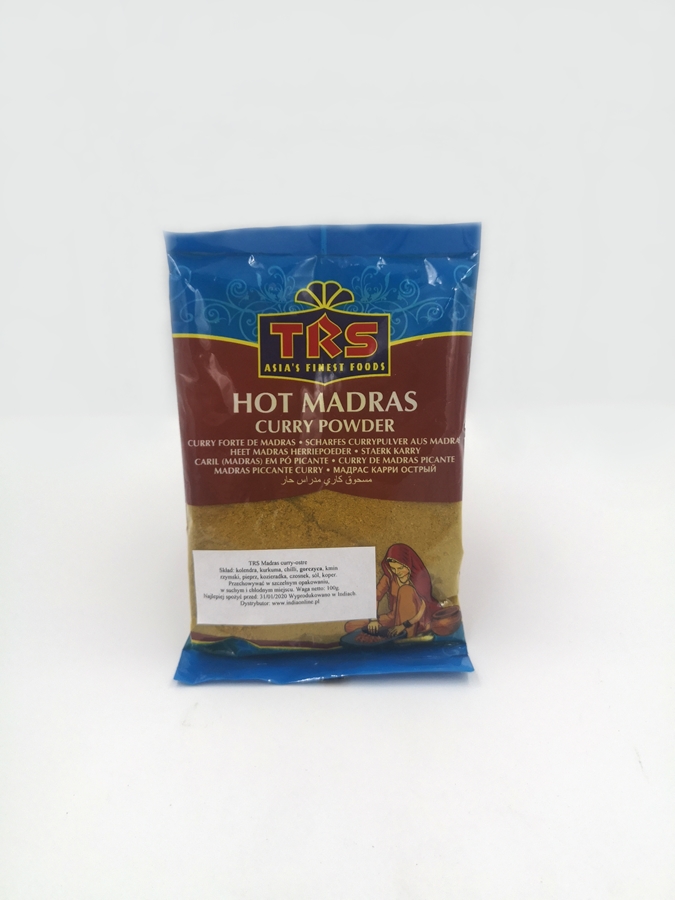 TRS
ASIA'S FINEST FOODS
HOT MADRAS
CURRY POWDER
CURRY FORTE DE MADRAS • SCHARFES CURRYPULVER AUS MADRA
HEET MADRAS HERRIEPOEDER • STAERK KARRY
CARIL (MADRAS) EM PÓ PICANTE • CURRY DE MADRAS PICANTE
MADRAS PICCANTE CURRY • МАДРАС КАРРИ ОСТРЫЙ
مسحوق كاري مدراس حار
TRS Madras curry-ostre
Skład: kolendra, kurkuma, chilli, gorczyca, kmin
rzymski, pieprz, kozieradka, czosnek, sól, koper.
Przechowywać w szczelnym opakowaniu,
w suchym i chłodnym miejscu. Waga netto: 100g
Najlepiej spożyć przed: 31/01/2020 Wyprodukowano w Indiach.
Dystrybutor: www.indiaonline.pl